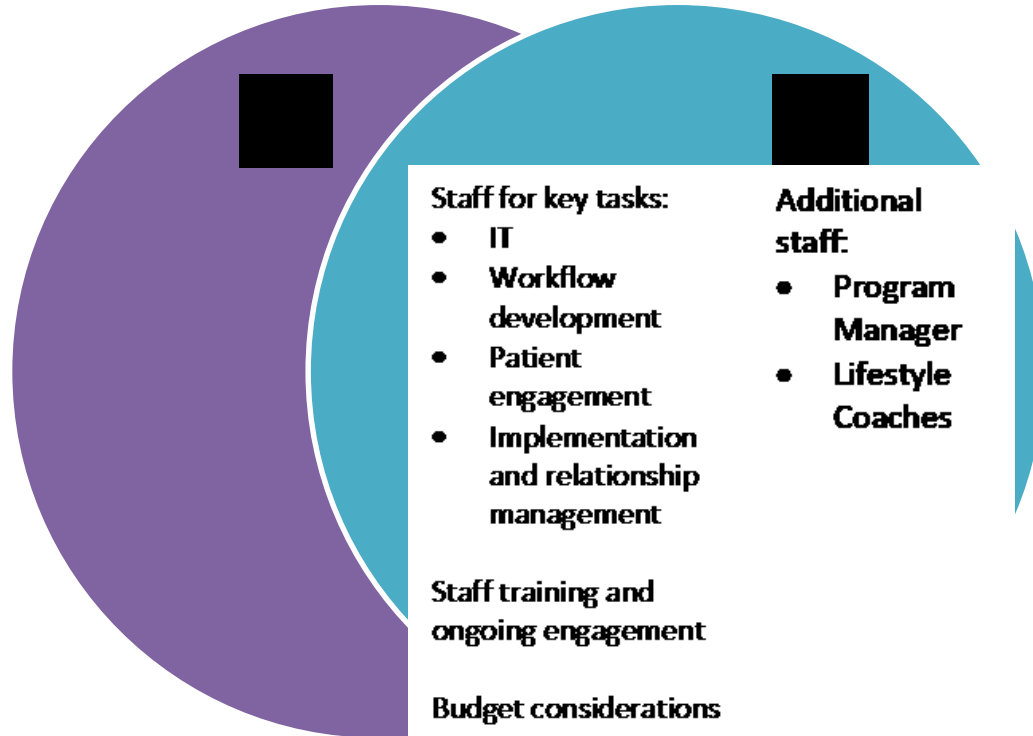 Staff for key tasks:
• IT
• Workflow
development
• Patient
engagement
• Implementation
and relationship
management
Staff training and
ongoing engagement
Budget considerations
Additional
staff:
• Program
Manager
• Lifestyle
Coaches